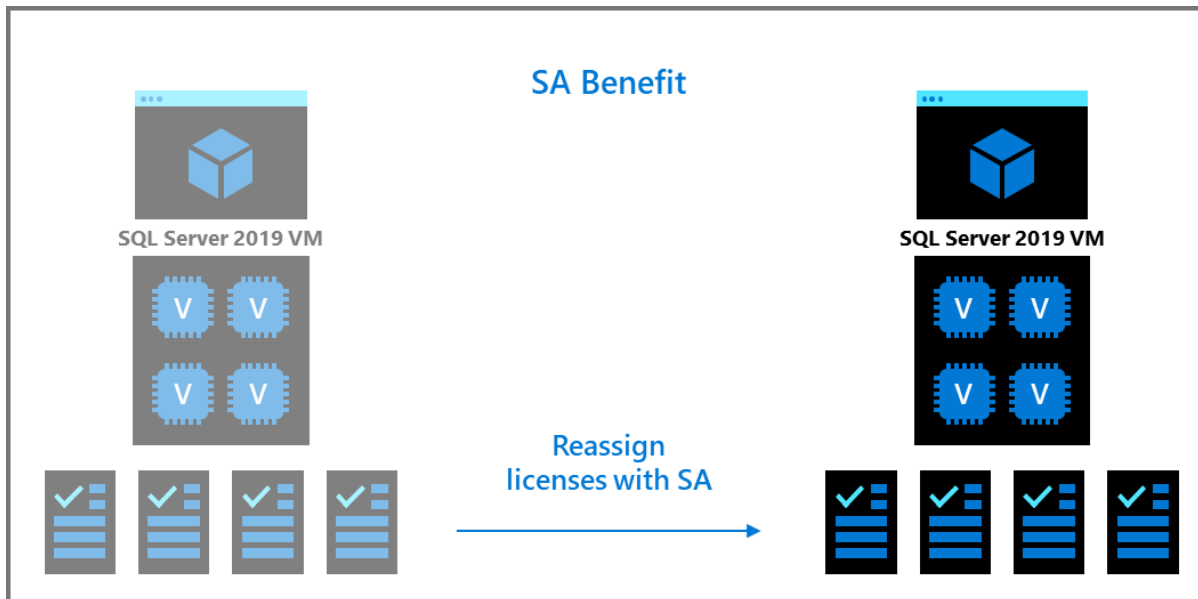 SA Benefit
SQL Server 2019 VM
V V
V V
SQL Server 2019 VM
V V
V V
Reassign
licenses with SA